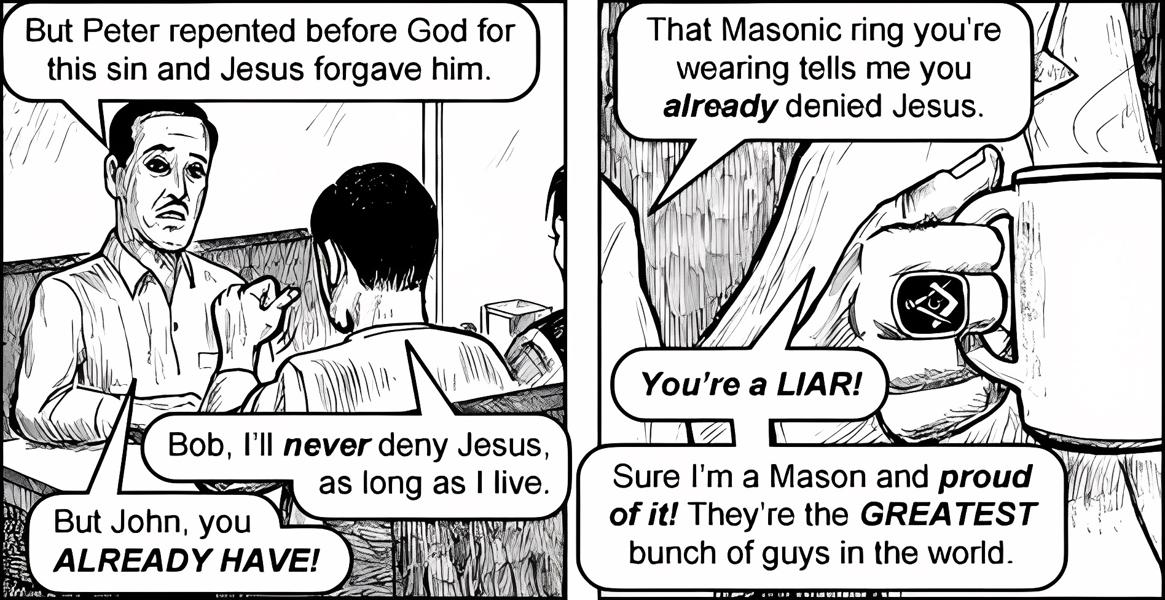 But Peter repented before God for
this sin and Jesus forgave him.
Bob, I'll never deny Jesus,
as long as I live.
But John, you
ALREADY HAVE!
That Masonic ring you're
wearing tells me you
already denied Jesus.
You're a LIAR!
Sure I'm a Mason and proud
of it! They're the GREATEST
bunch of guys in the world.
G